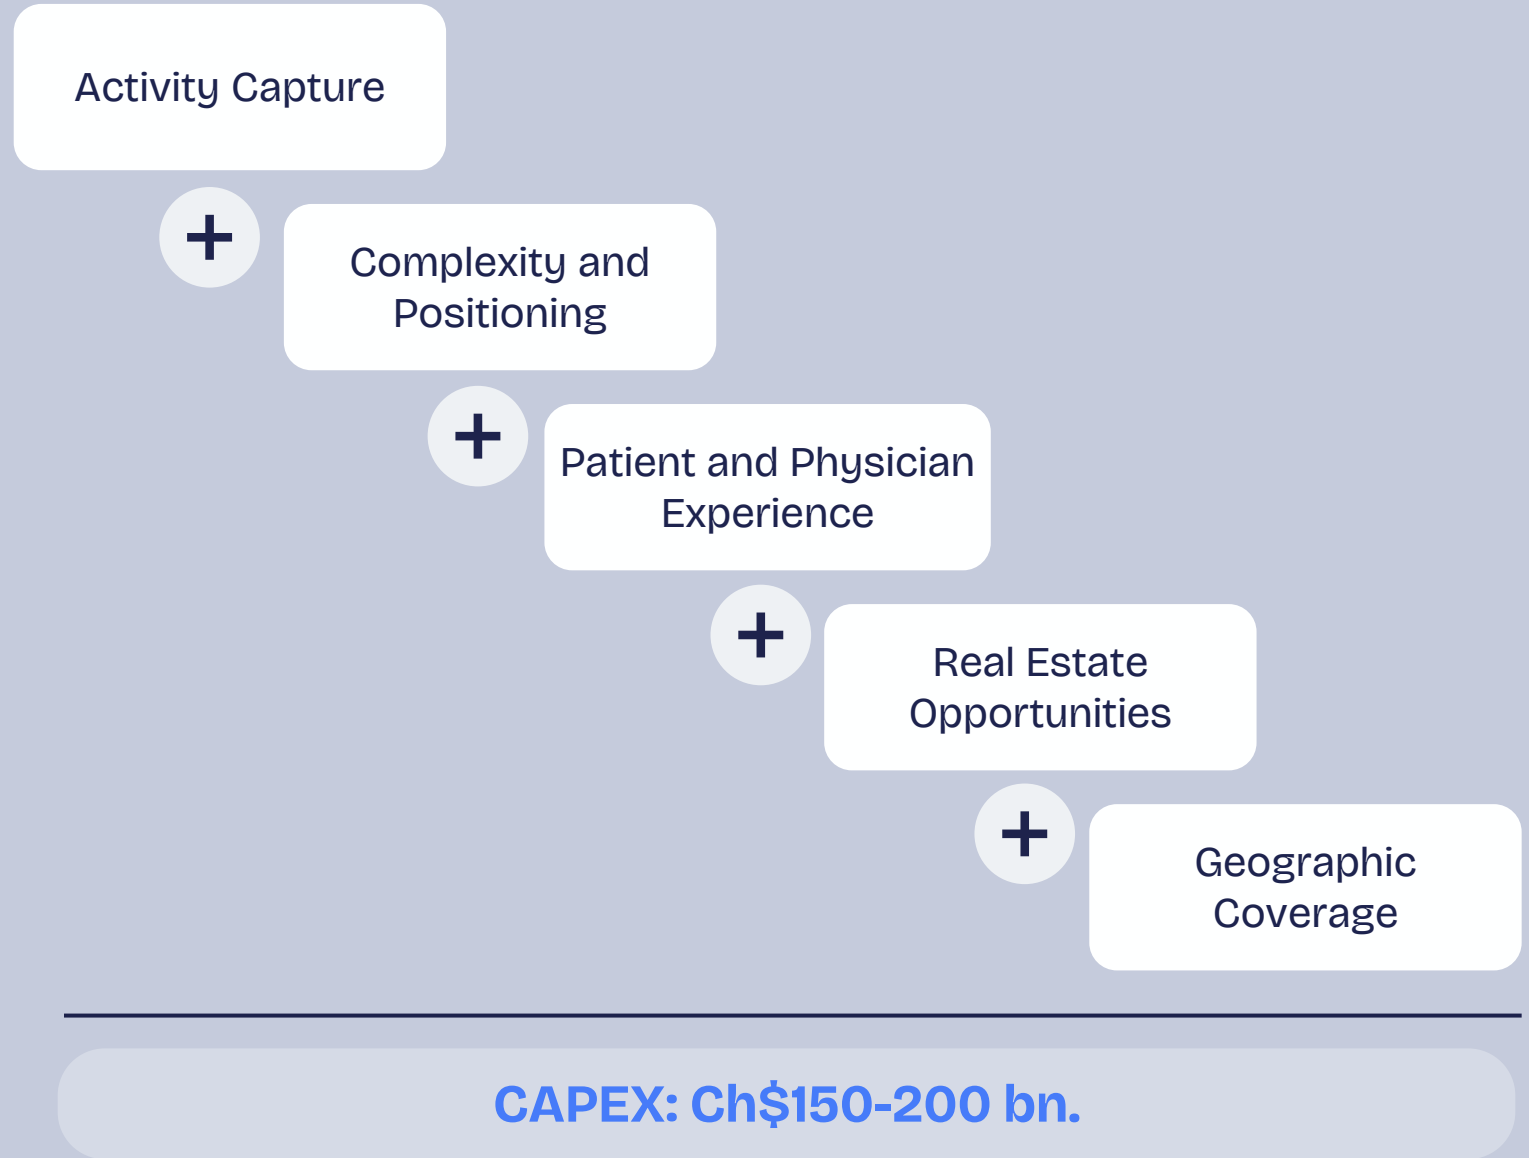 Activity Capture
+
Complexity and
Positioning
+
Patient and Physician
Experience
+
Real Estate
Opportunities
+
Geographic
Coverage
CAPEX: Ch$150-200 bn.